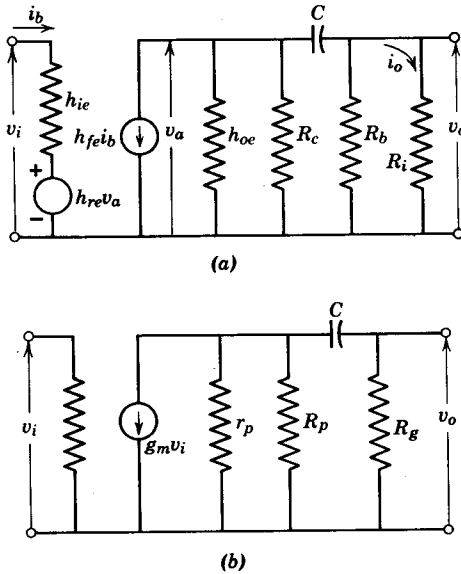 i_b
C
v_i
h_ie
+
−
h_re v_a
h_fe i_b
v_a
h_oe
R_c
R_b
i_o
R_i
v_o
(a)
C
v_i
g_m v_i
r_p
R_p
R_g
v_o
(b)